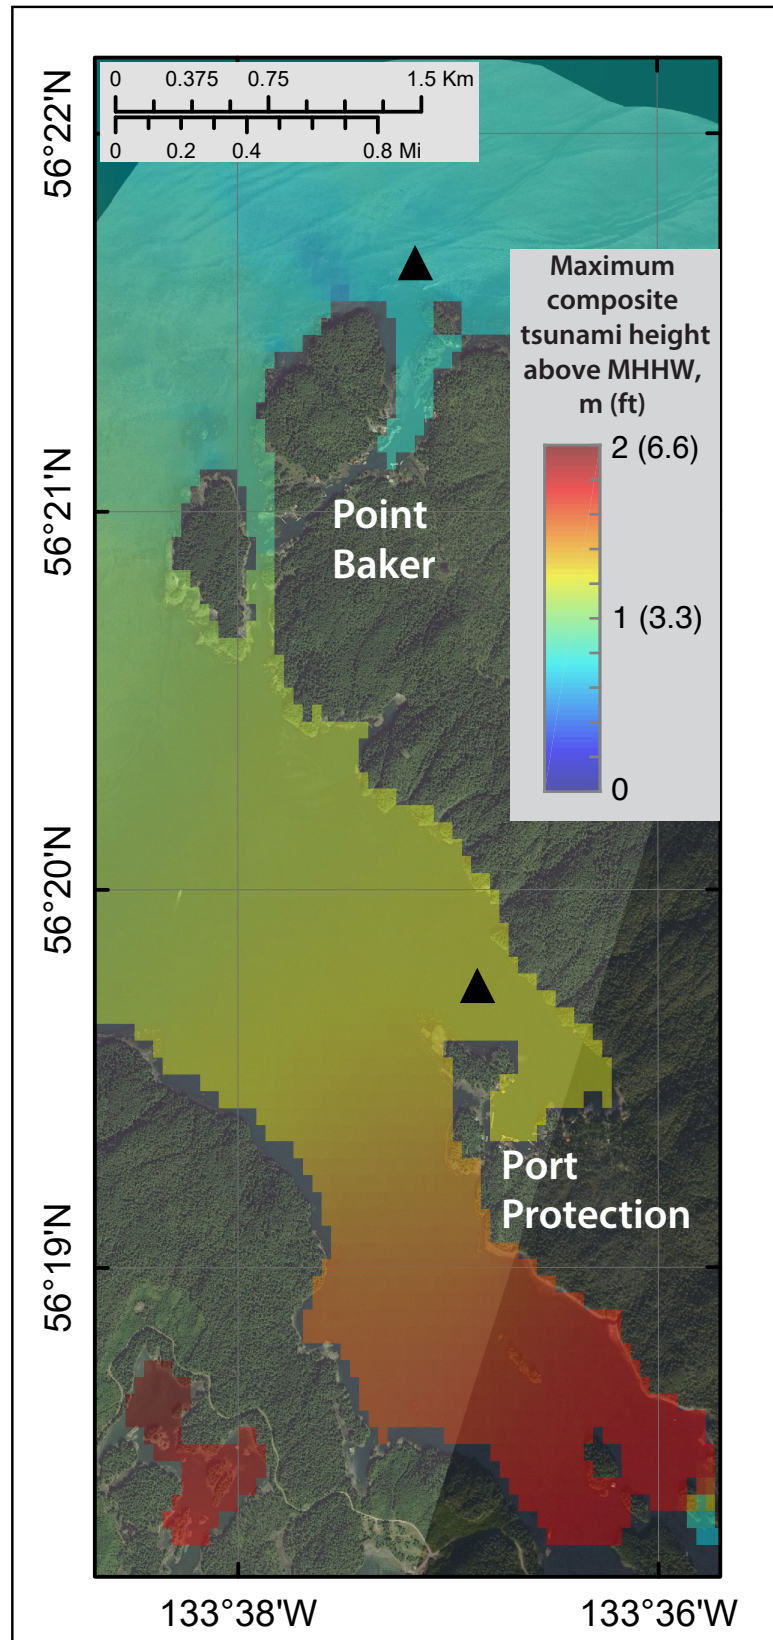 0 0.375 0.75 1.5 Km
0 0.2 0.4 0.8 Mi
56°22'N
Maximum
composite
tsunami height
above MHHW,
m (ft)
2 (6.6)
1 (3.3)
0
56°21'N
Point
Baker
56°20'N
Port
Protection
56°19'N
133°38'W 133°36'W